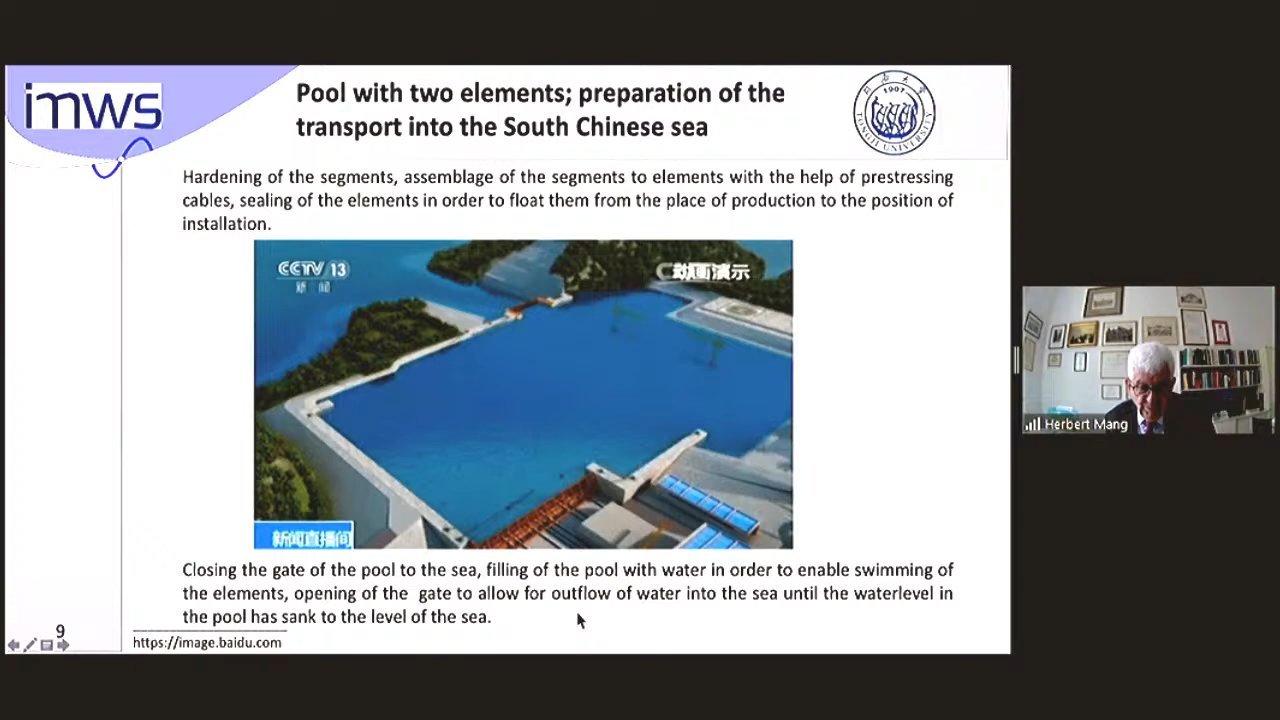 imws
Pool with two elements; preparation of the
transport into the South Chinese sea
1907
TONGJI UNIVERSITY
Hardening of the segments, assemblage of the segments to elements with the help of prestressing
cables, sealing of the elements in order to float them from the place of production to the position of
installation.
CCTV 13
新 闻
动画演示
新闻直播间
Closing the gate of the pool to the sea, filling of the pool with water in order to enable swimming of
the elements, opening of the gate to allow for outflow of water into the sea until the waterlevel in
the pool has sank to the level of the sea.
9
https://image.baidu.com
Herbert Mang